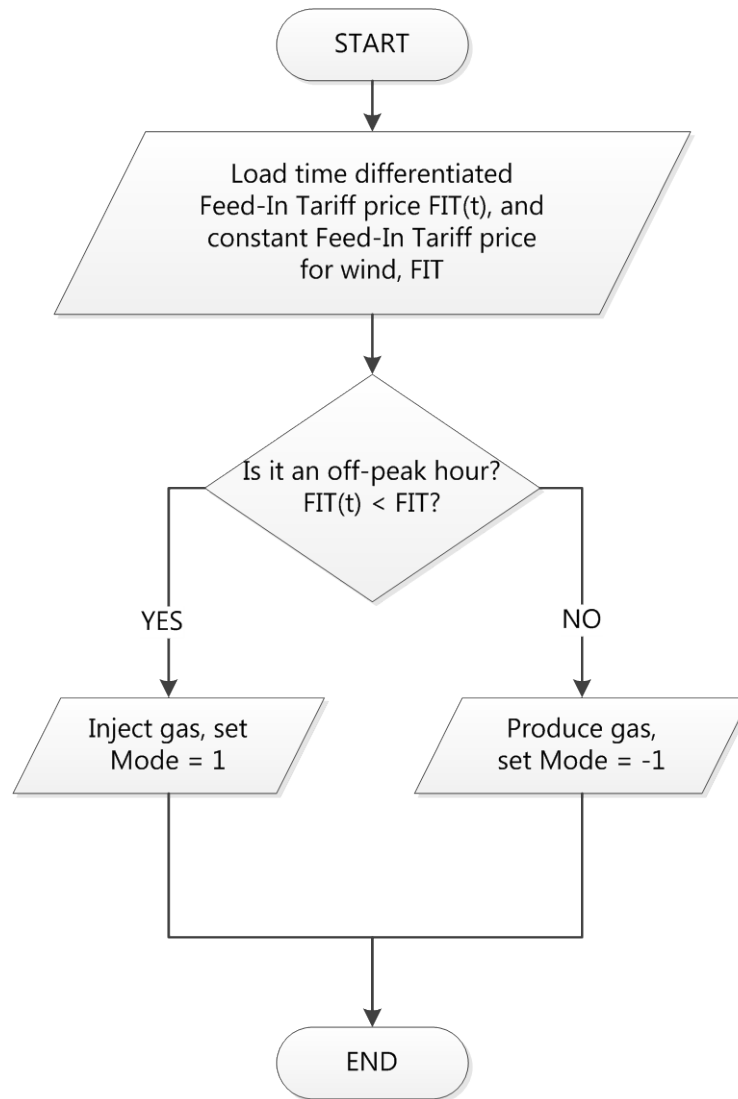 START
Load time differentiated
Feed-In Tariff price FIT(t), and
constant Feed-In Tariff price
for wind, FIT
Is it an off-peak hour?
FIT(t) < FIT?
YES
NO
Inject gas, set
Mode = 1
Produce gas,
set Mode = -1
END